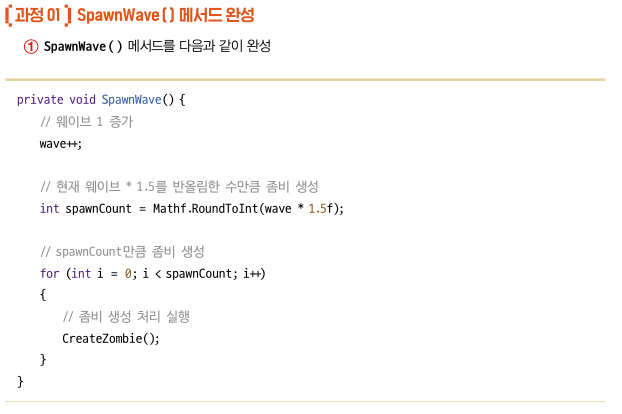 [ 과정 01 ] SpawnWave() 메서드 완성
① SpawnWave() 메서드를 다음과 같이 완성
private void SpawnWave() {
// 웨이브 1 증가
wave++;
// 현재 웨이브 * 1.5를 반올림한 수만큼 좀비 생성
int spawnCount = Mathf.RoundToInt(wave * 1.5f);
// spawnCount만큼 좀비 생성
for (int i = 0; i < spawnCount; i++)
{
// 좀비 생성 처리 실행
CreateZombie();
}
}